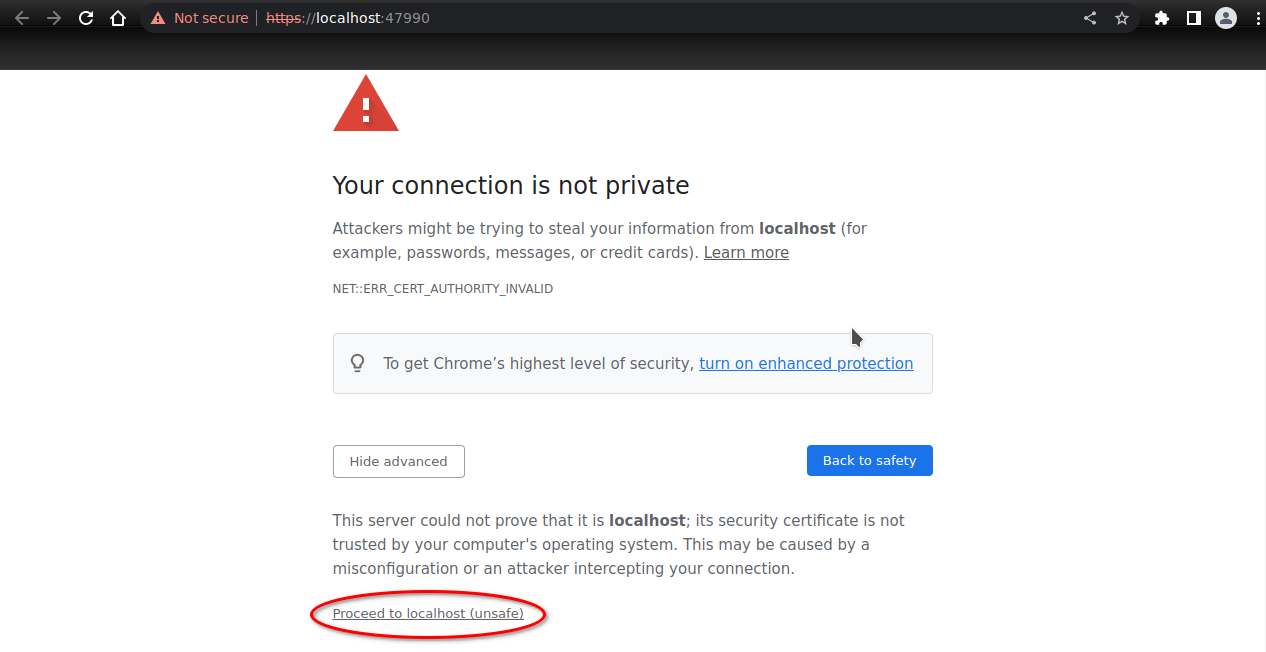 Not secure https://localhost:47990
Your connection is not private
Attackers might be trying to steal your information from localhost (for
example, passwords, messages, or credit cards). Learn more
NET::ERR_CERT_AUTHORITY_INVALID
To get Chrome’s highest level of security, turn on enhanced protection
Hide advanced
Back to safety
This server could not prove that it is localhost; its security certificate is not
trusted by your computer's operating system. This may be caused by a
misconfiguration or an attacker intercepting your connection.
Proceed to localhost (unsafe)